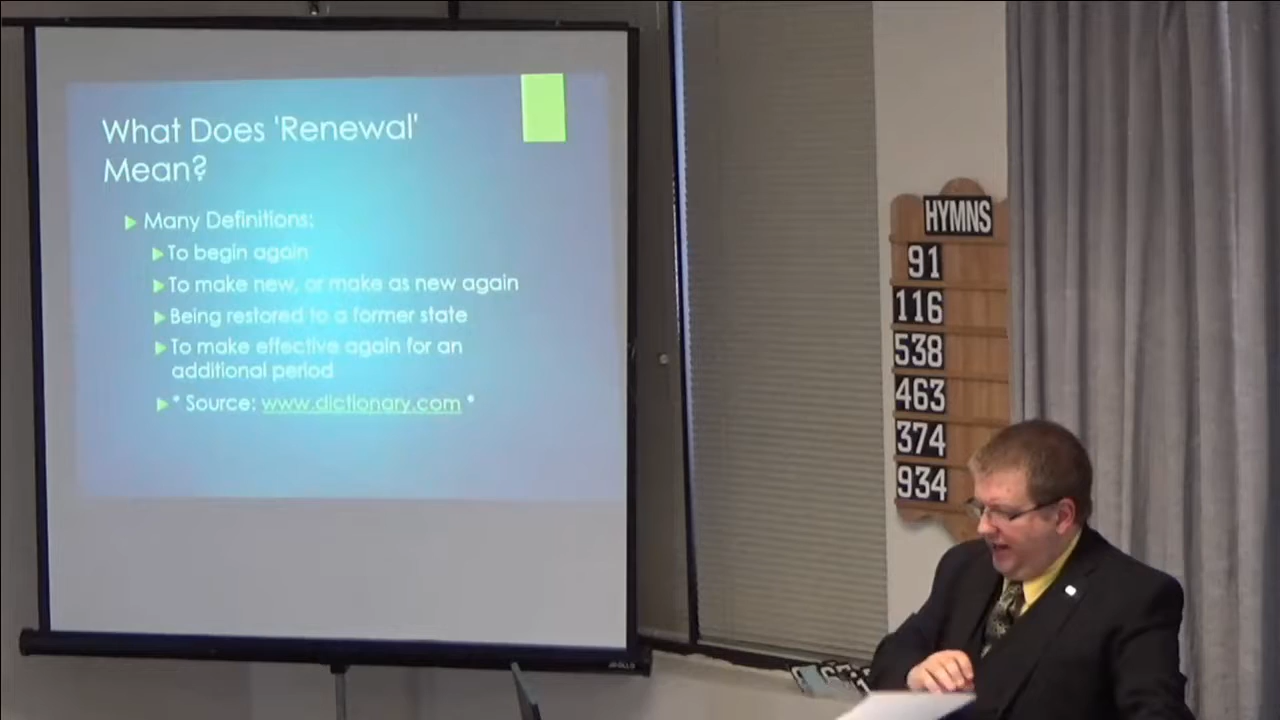 What Does 'Renewal'
Mean?
Many Definitions:
To begin again
To make new, or make as new again
Being restored to a former state
To make effective again for an
additional period
* Source: www.dictionary.com *
HYMNS
91
116
538
463
374
934